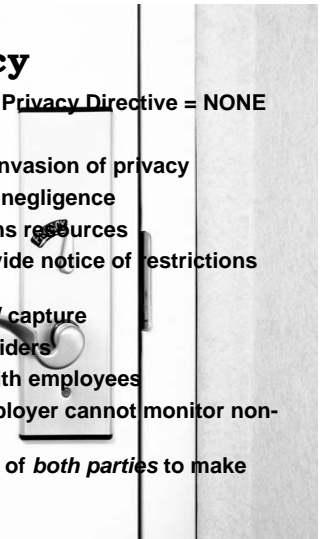 cy
Privacy Directive = NONE
nvasion of privacy
negligence
ns resources
vide notice of restrictions
/ capture
iders
ith employees
ployer cannot monitor non-
of both parties to make